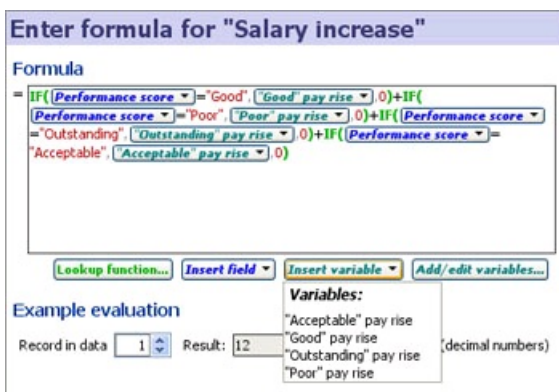 Enter formula for "Salary increase"
Formula
= IF(Performance score="Good", "Good" pay rise,0)+IF(
Performance score="Poor", "Poor" pay rise,0)+IF(Performance score
="Outstanding", "Outstanding" pay rise,0)+IF(Performance score=
"Acceptable", "Acceptable" pay rise,0)
Lookup function... Insert field Insert variable Add/edit variables...
Variables:
"Acceptable" pay rise
"Good" pay rise
"Outstanding" pay rise
"Poor" pay rise
Example evaluation
Record in data 1 Result: 12 (decimal numbers)